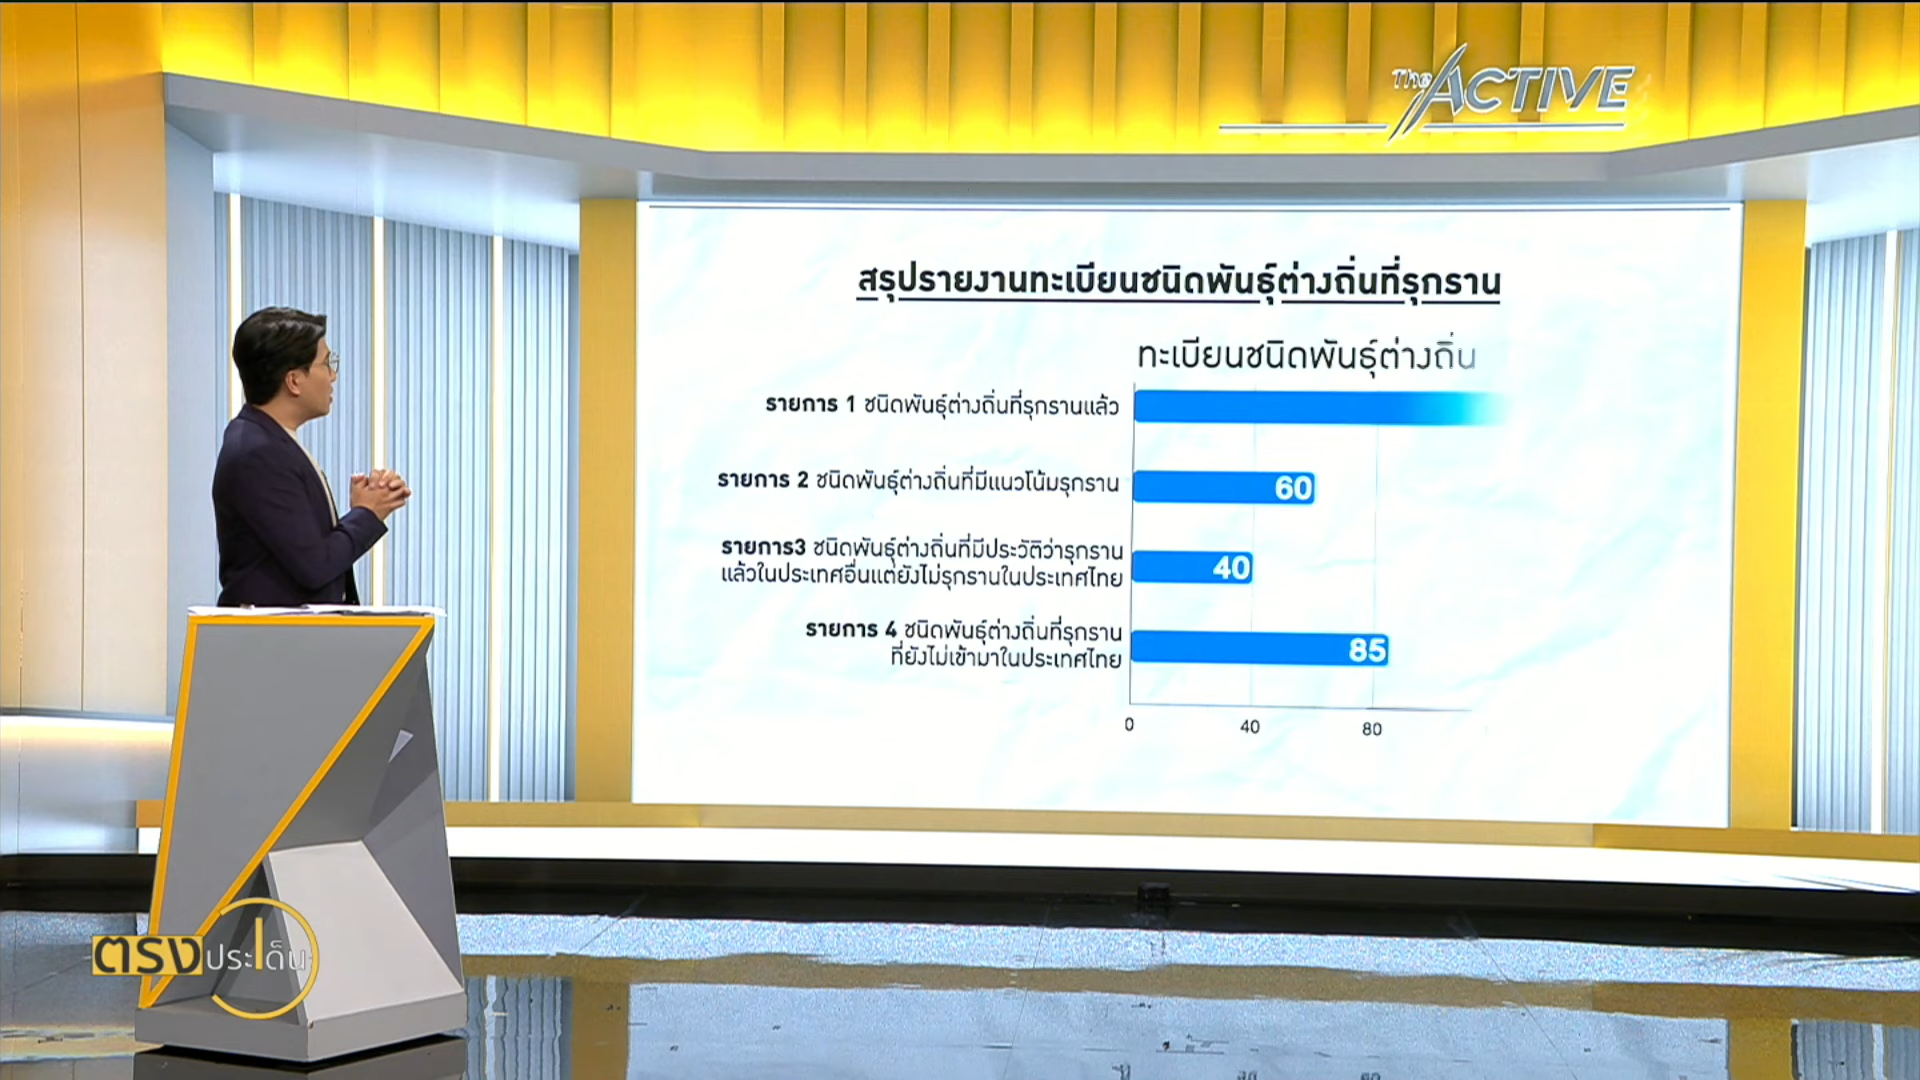 The ACTIVE
สรุปรายงานทะเบียนชนิดพันธุ์ต่างถิ่นที่รุกราน
ทะเบียนชนิดพันธุ์ต่างถิ่น
รายการ 1 ชนิดพันธุ์ต่างถิ่นที่รุกรานแล้ว
รายการ 2 ชนิดพันธุ์ต่างถิ่นที่มีแนวโน้มรุกราน
60
รายการ3 ชนิดพันธุ์ต่างถิ่นที่มีประวัติว่ารุกราน
แล้วในประเทศอื่นแต่ยังไม่รุกรานในประเทศไทย
40
รายการ 4 ชนิดพันธุ์ต่างถิ่นที่รุกราน
ที่ยังไม่เข้ามาในประเทศไทย
85
0 40 80
ตรงประเด็น